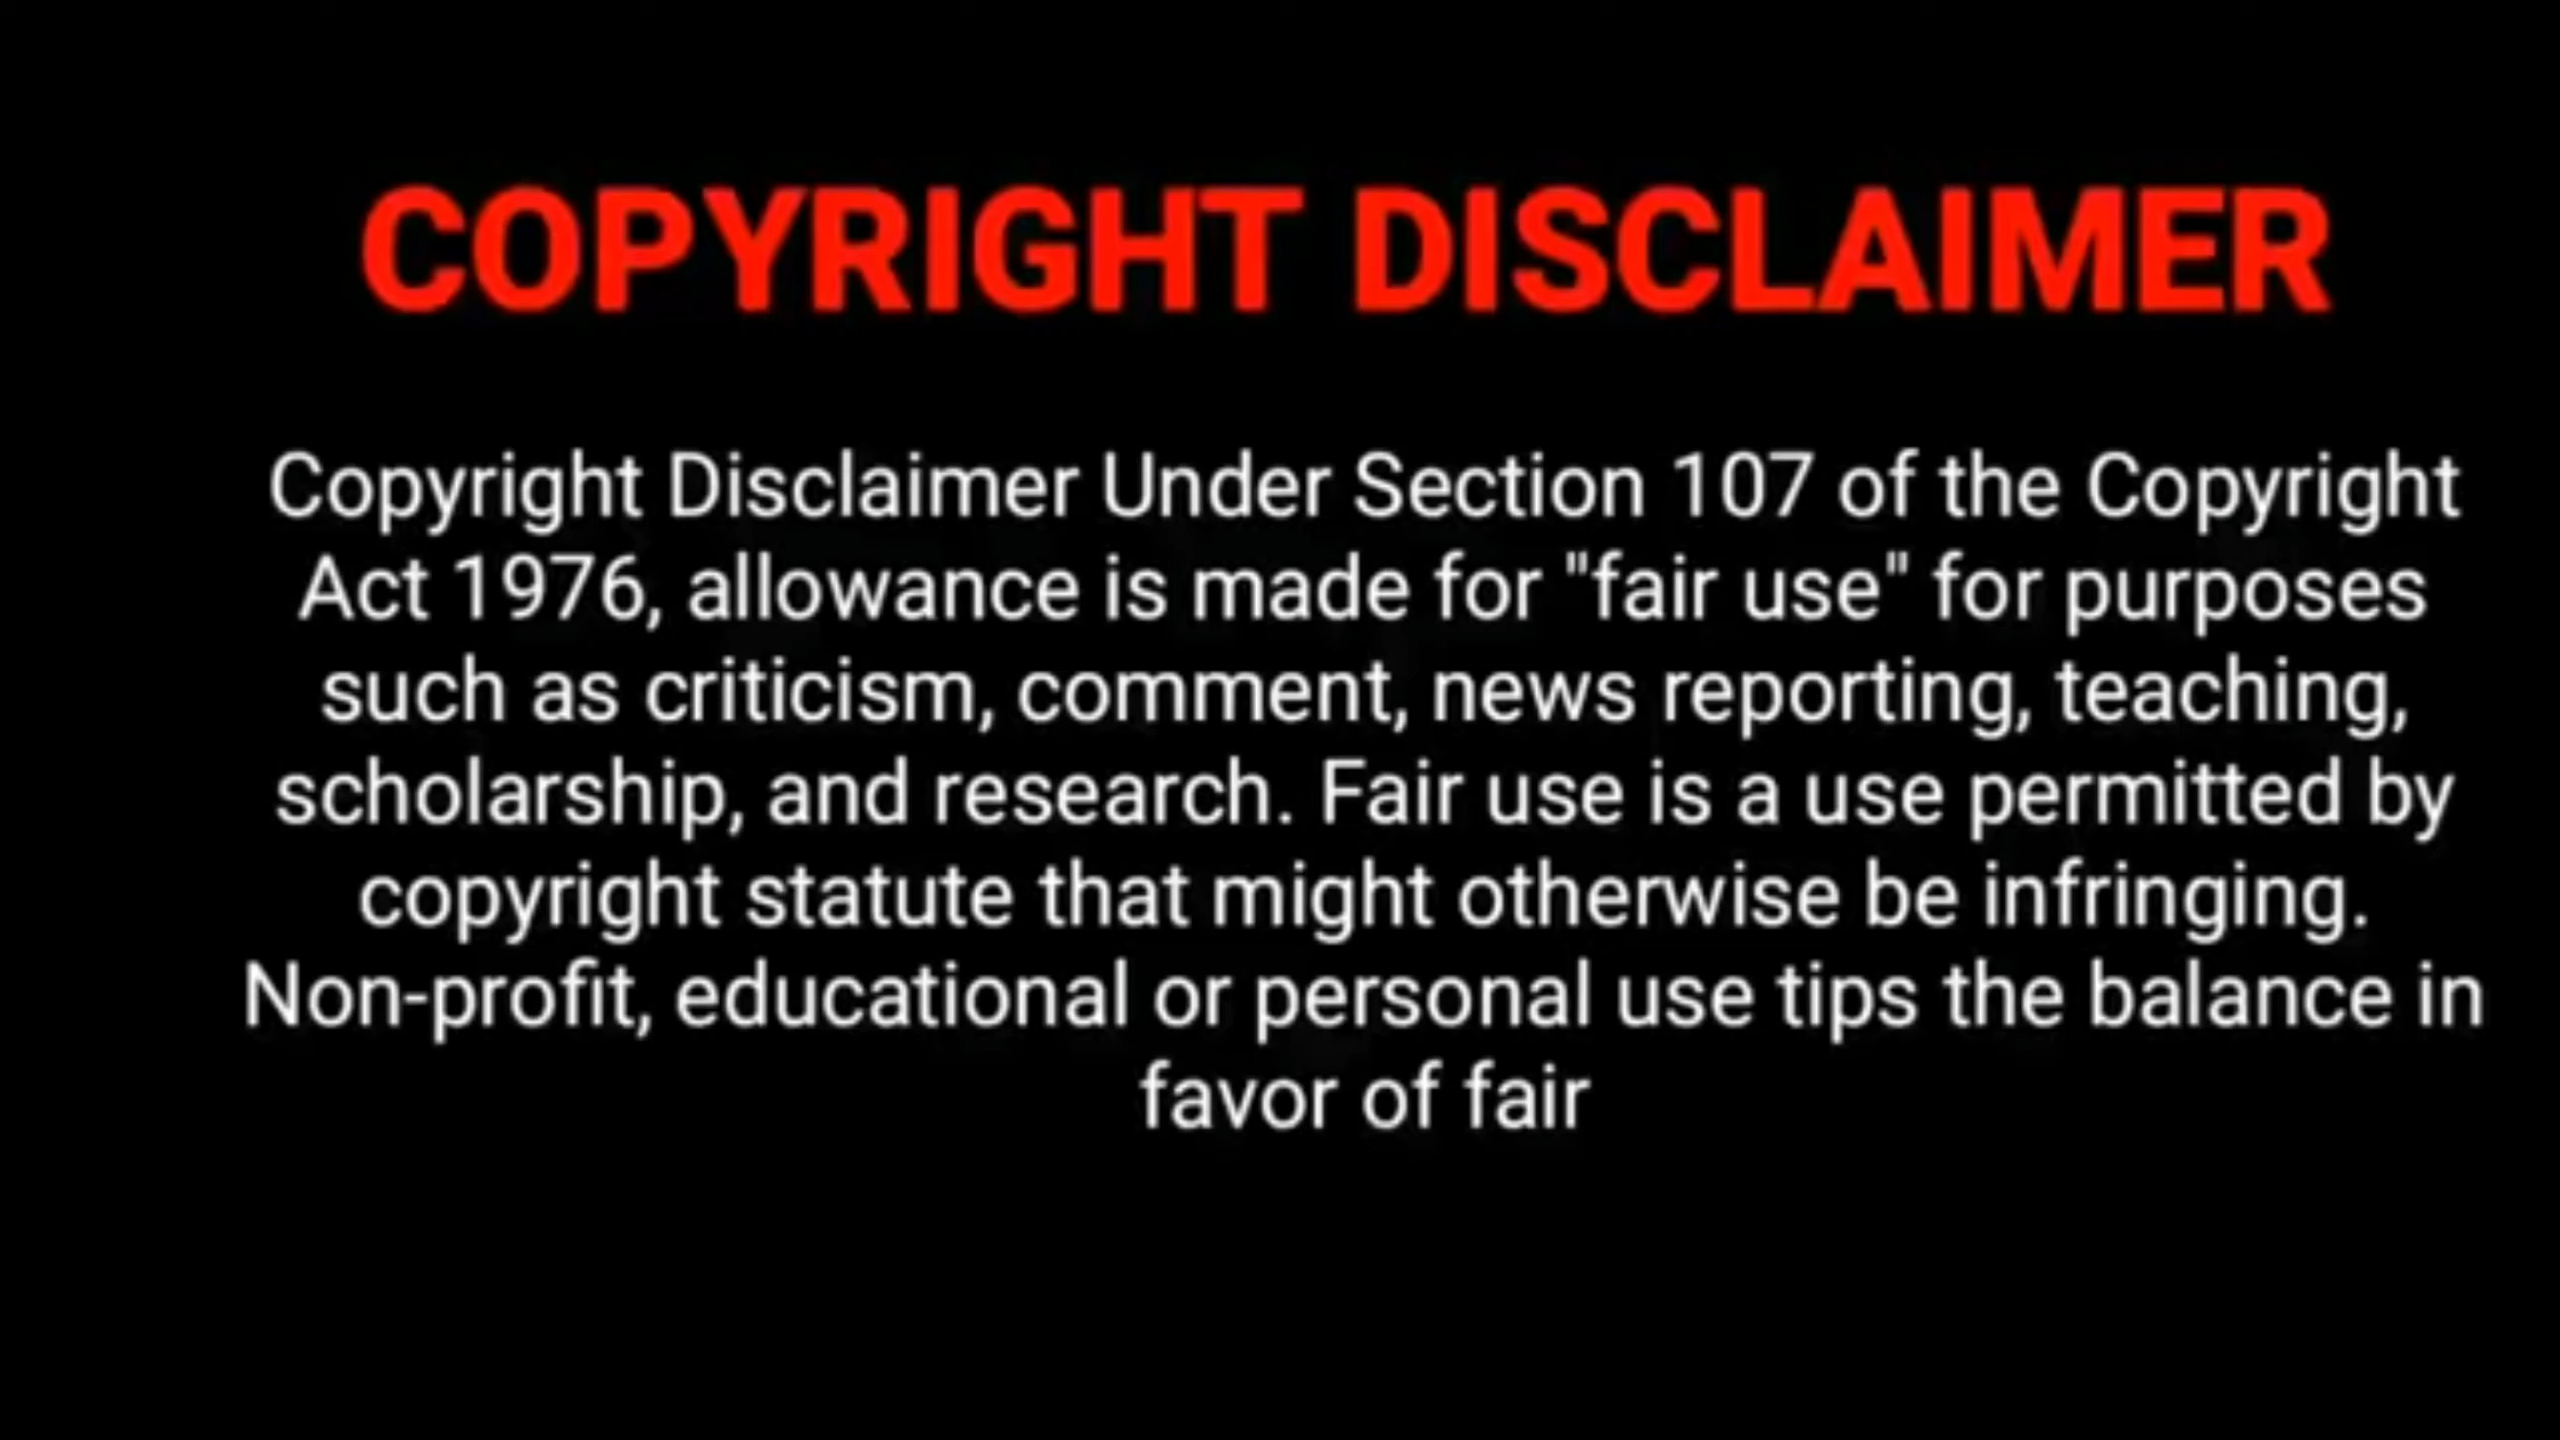 COPYRIGHT DISCLAIMER
Copyright Disclaimer Under Section 107 of the Copyright
Act 1976, allowance is made for "fair use" for purposes
such as criticism, comment, news reporting, teaching,
scholarship, and research. Fair use is a use permitted by
copyright statute that might otherwise be infringing.
Non-profit, educational or personal use tips the balance in
favor of fair